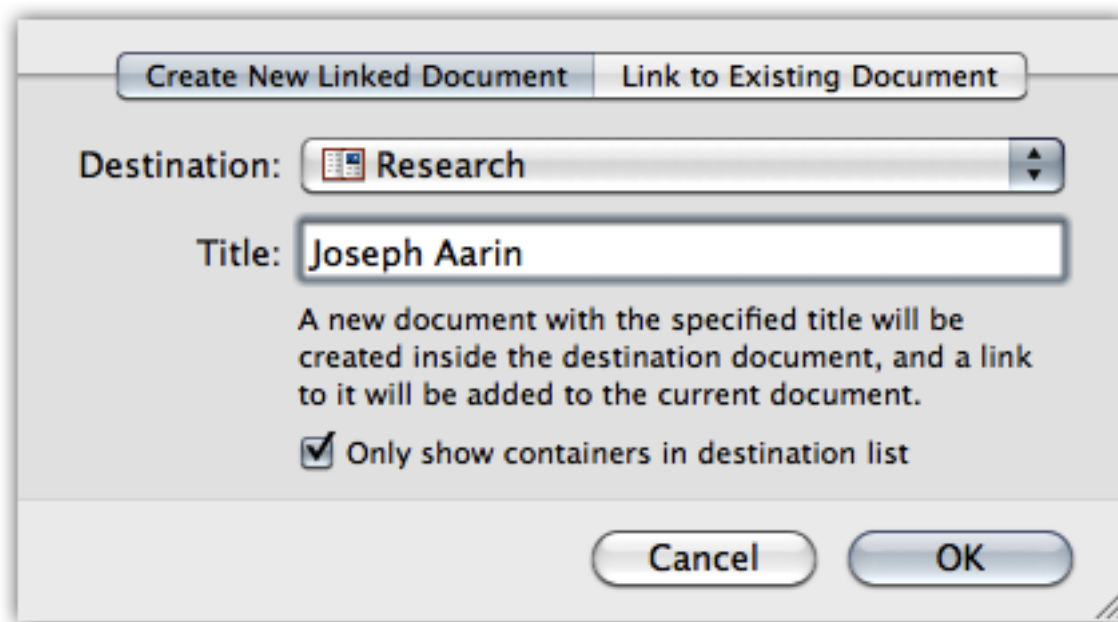 Create New Linked Document Link to Existing Document
Destination: Research
Title: Joseph Aarin
A new document with the specified title will be
created inside the destination document, and a link
to it will be added to the current document.
Only show containers in destination list
Cancel OK